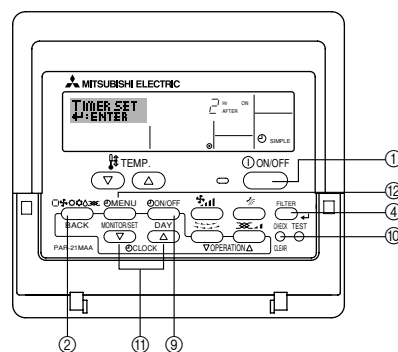 MITSUBISHI ELECTRIC
TIMER SET
↵:ENTER
2 Hr ON
AFTER
SIMPLE
TEMP.
ON/OFF
①
⑫
MENU
ON/OFF
FILTER
④
BACK
MONITOR/SET
DAY
CHECK TEST
PAR-21MAA
CLOCK
OPERATION
CLEAR
⑩
②
⑪
⑨